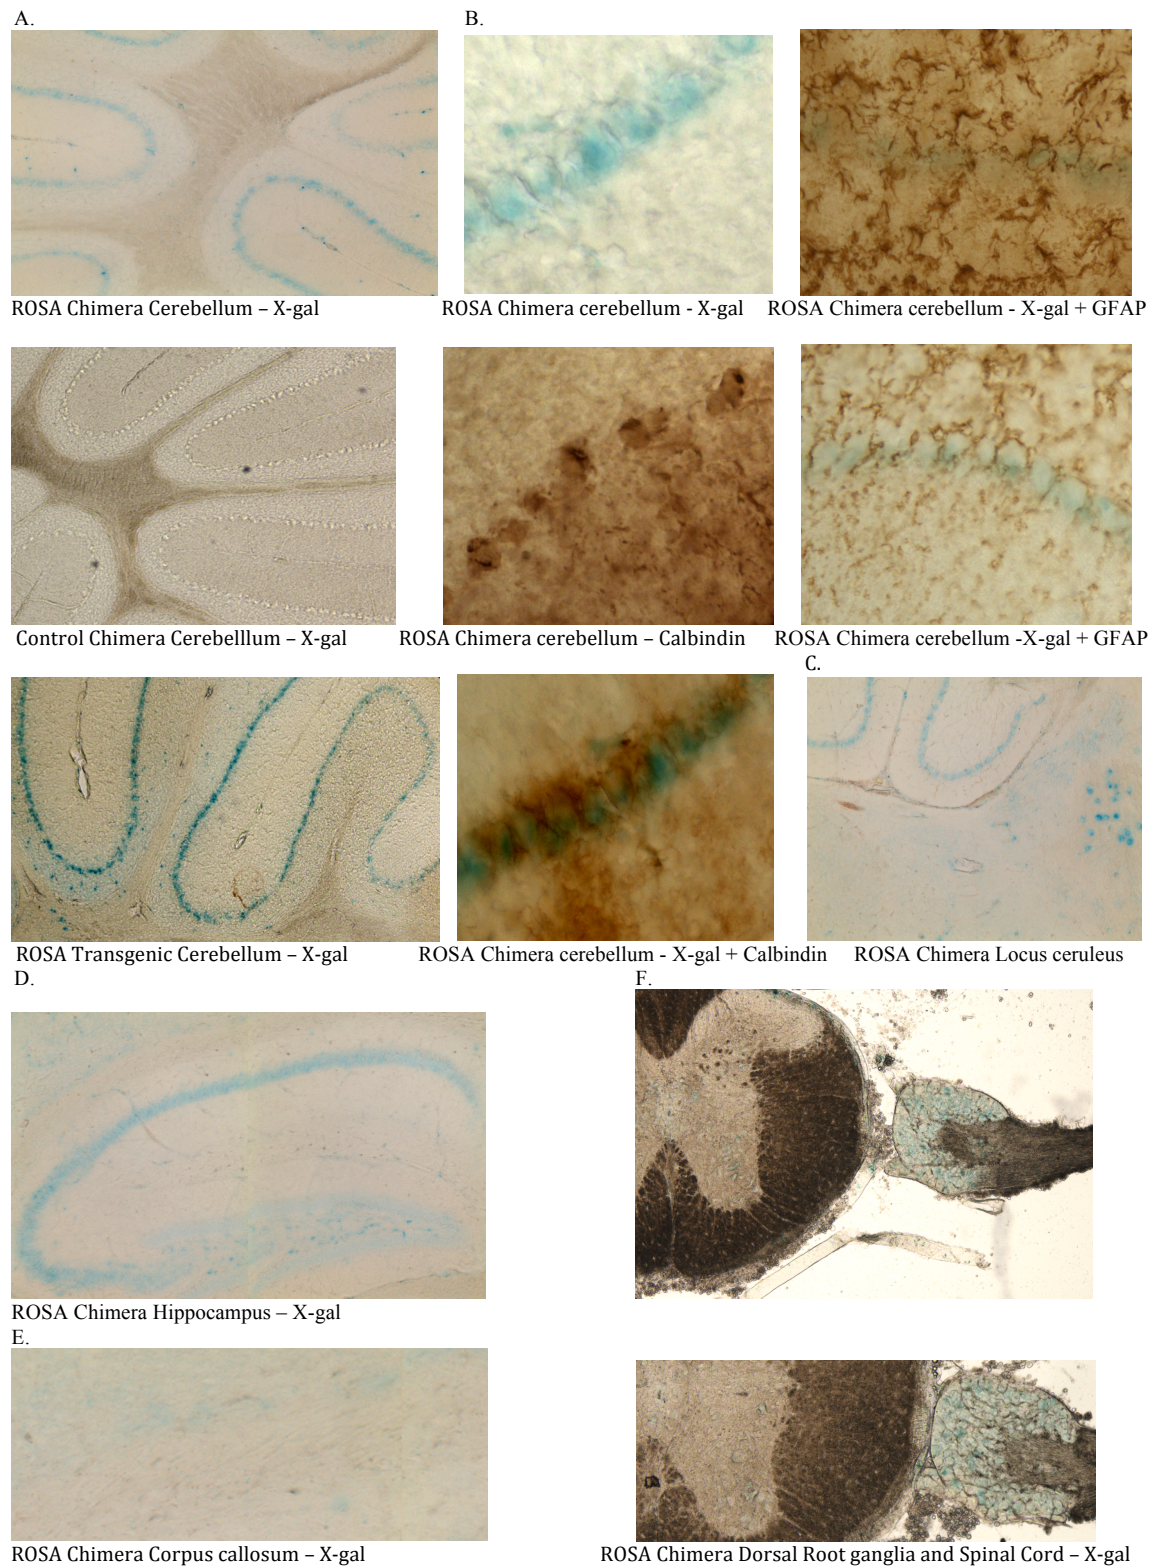 A.
B.
ROSA Chimera Cerebellum – X-gal
ROSA Chimera cerebellum - X-gal
ROSA Chimera cerebellum - X-gal + GFAP
Control Chimera Cerebelllum – X-gal
ROSA Chimera cerebellum – Calbindin
ROSA Chimera cerebellum -X-gal + GFAP
C.
ROSA Transgenic Cerebellum – X-gal
ROSA Chimera cerebellum - X-gal + Calbindin
ROSA Chimera Locus ceruleus
D.
F.
ROSA Chimera Hippocampus – X-gal
E.
ROSA Chimera Corpus callosum – X-gal
ROSA Chimera Dorsal Root ganglia and Spinal Cord – X-gal